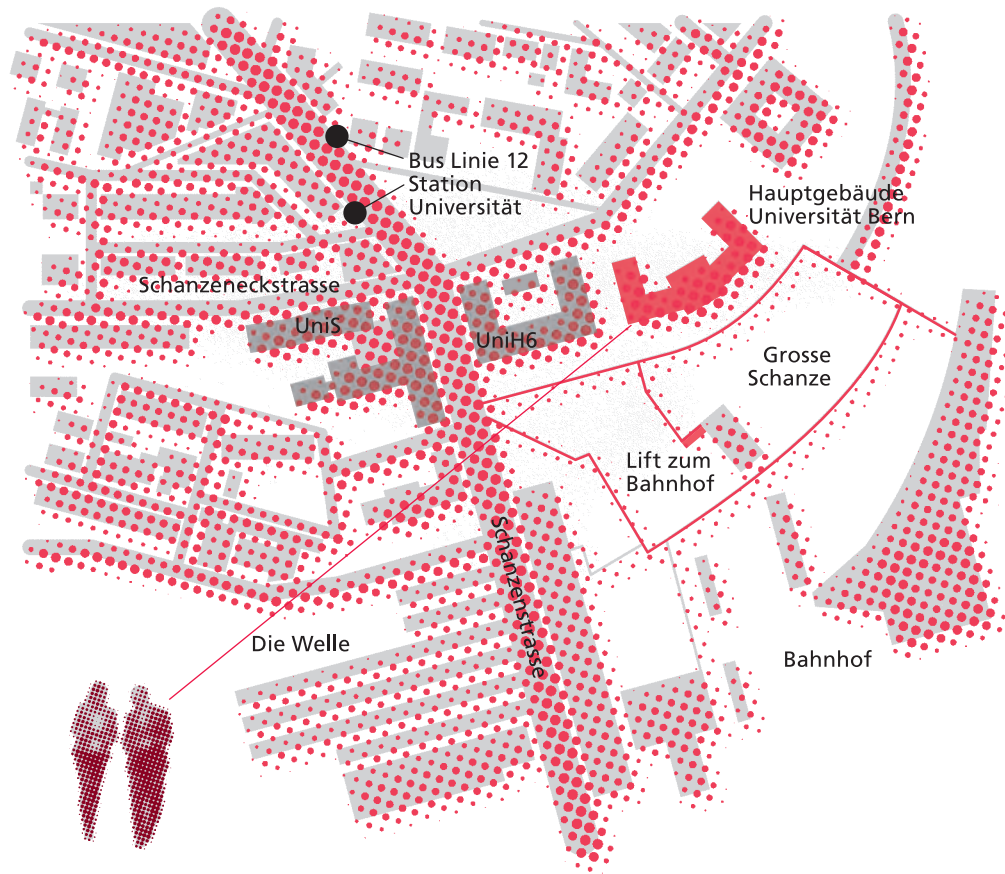 Bus Linie 12
Station
Universität
Hauptgebäude
Universität Bern
Schanzeneckstrasse
UniS
UniH6
Grosse
Schanze
Lift zum
Bahnhof
Schanzenstrasse
Die Welle
Bahnhof